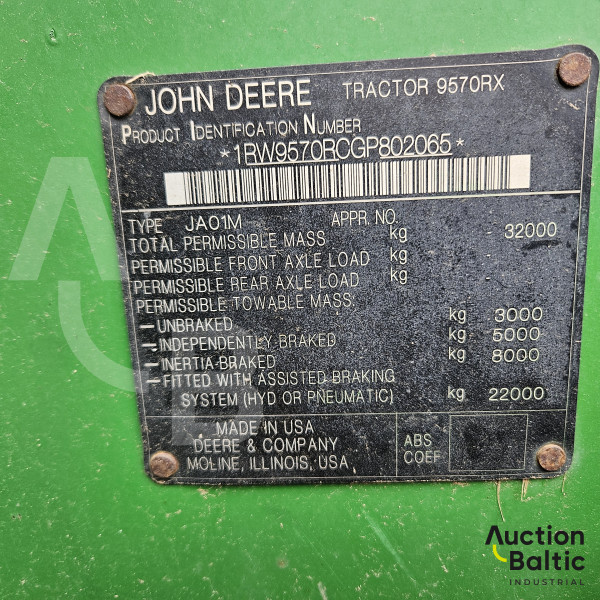 JOHN DEERE TRACTOR 9570RX
PRODUCT IDENTIFICATION NUMBER
*1RW9570RCGP802065*
TYPE JA01M APPR. NO.
TOTAL PERMISSIBLE MASS kg - 32000
PERMISSIBLE FRONT AXLE LOAD kg -
PERMISSIBLE REAR AXLE LOAD kg -
PERMISSIBLE TOWABLE MASS:
-UNBRAKED kg 3000
-INDEPENDENTLY BRAKED kg 5000
-INERTIA-BRAKED kg 8000
-FITTED WITH ASSISTED BRAKING
SYSTEM (HYD OR PNEUMATIC) kg 22000
MADE IN USA
DEERE & COMPANY
MOLINE, ILLINOIS, USA
ABS
COEF
Auction
Baltic
INDUSTRIAL